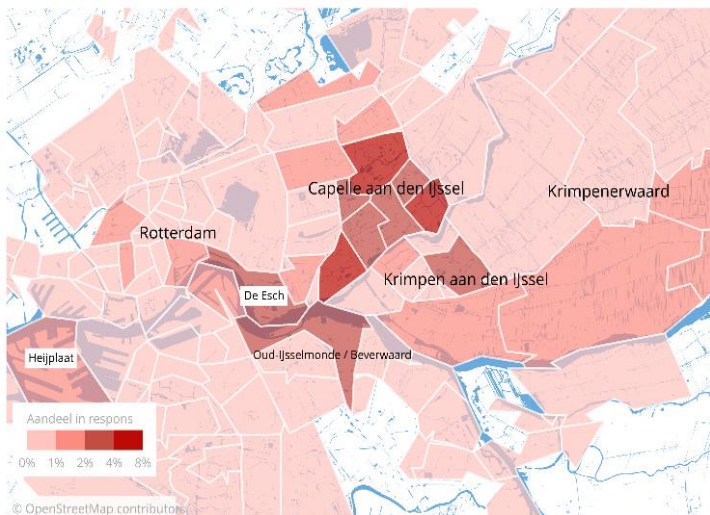 Capelle aan den IJssel
Krimpenerwaard
Rotterdam
Krimpen aan den IJssel
De Esch
Oud-IJsselmonde / Beverwaard
Heijplaat
Aandeel in respons
0% 1% 2% 4% 8%
© OpenStreetMap contributors